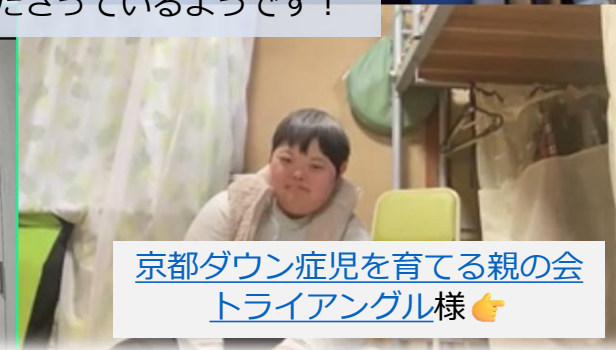 ださっているようです！
京都ダウン症児を育てる親の会
トライアングル様👉